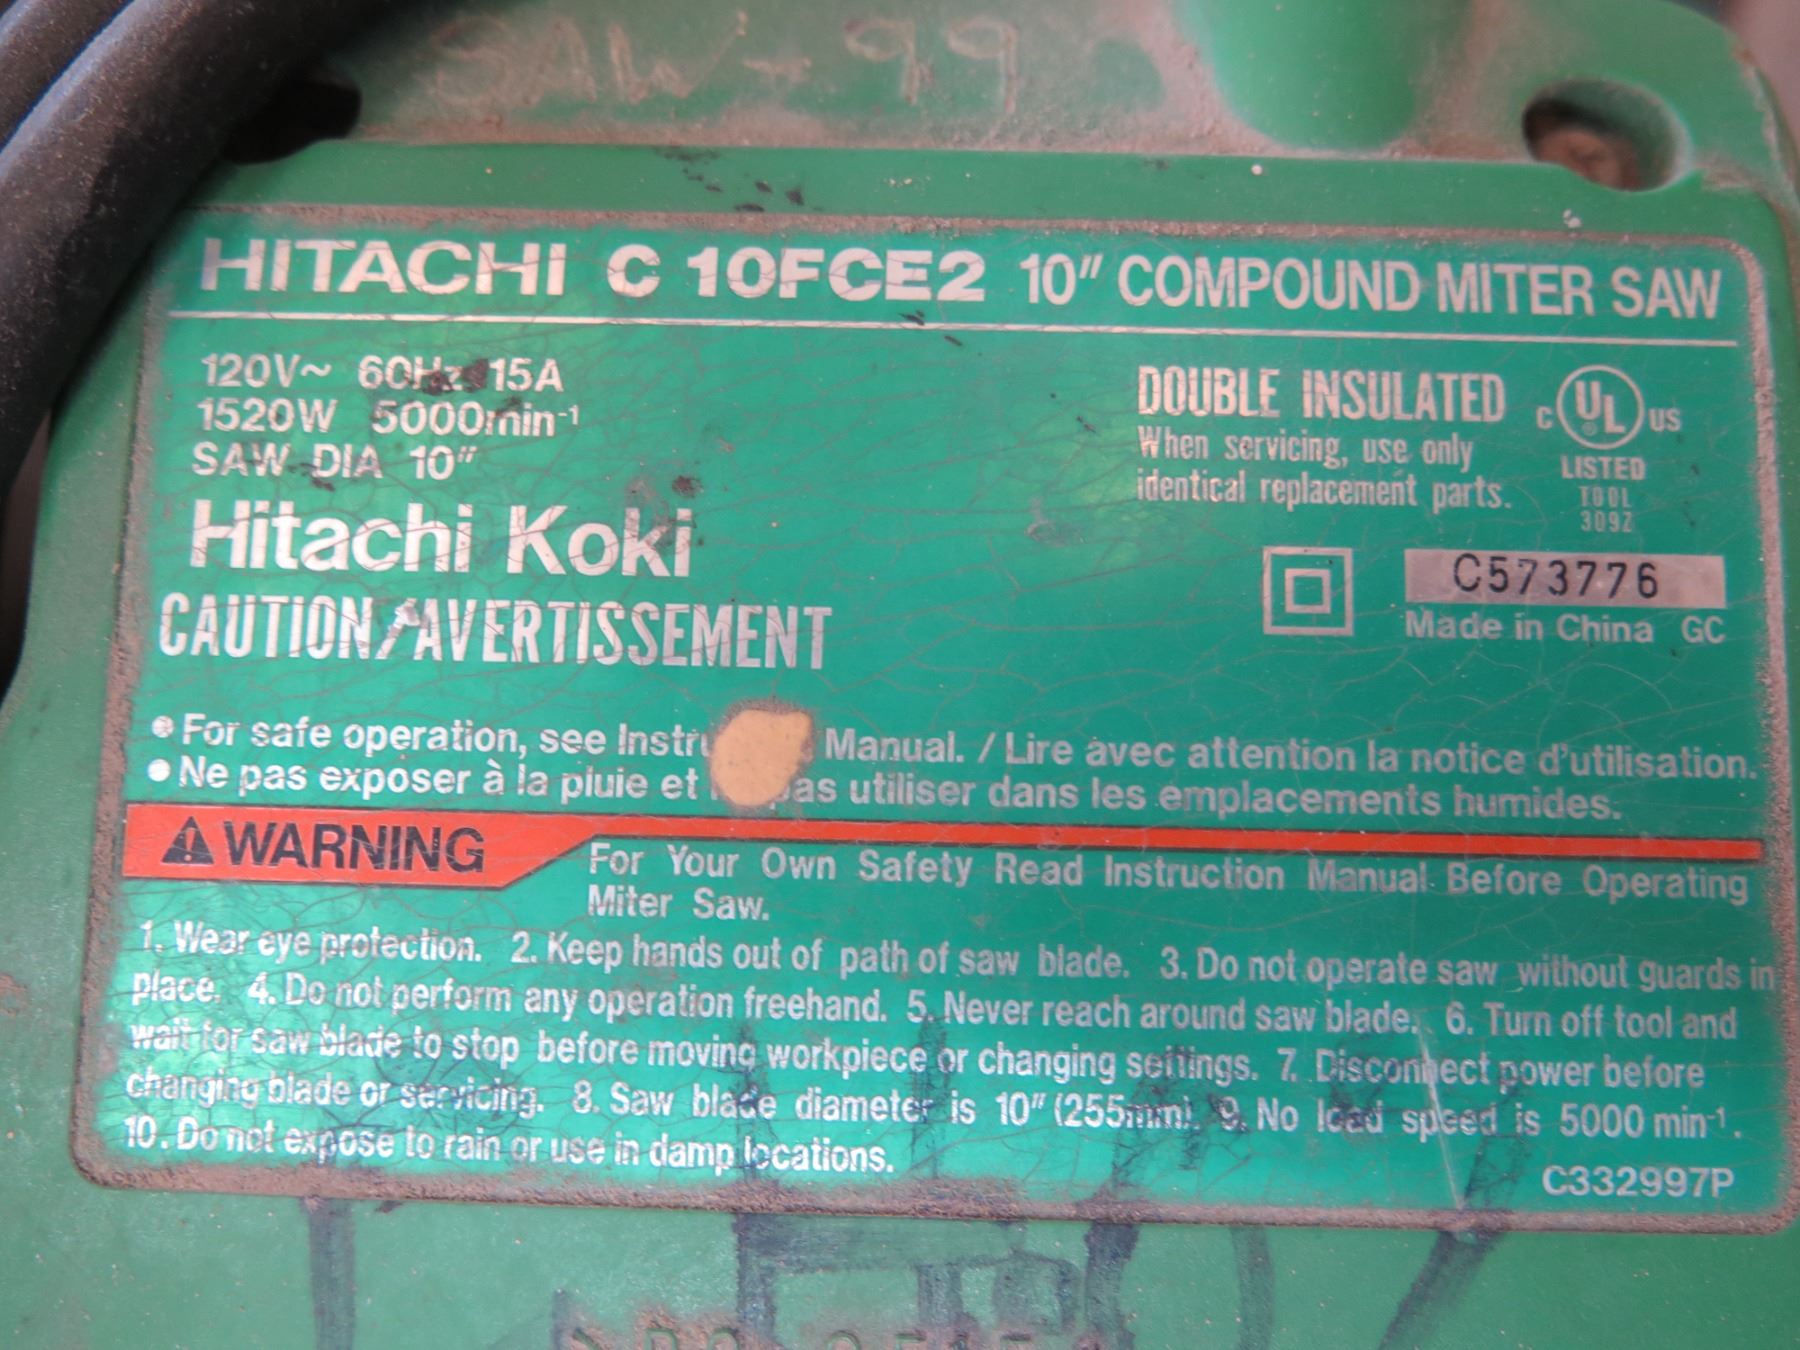 SAW-99
HITACHI C 10FCE2 10" COMPOUND MITER SAW
120V~ 60Hz 15A
1520W 5000min-1
SAW DIA 10"
DOUBLE INSULATED
When servicing, use only
identical replacement parts.
C UL ® US
LISTED
TOOL
309Z
Hitachi Koki
C573776
Made in China GC
CAUTION/AVERTISSEMENT
• For safe operation, see Manual. / Lire avec attention la notice d'utilisation.
• Ne pas exposer à la pluie et utiliser dans les emplacements humides.
⚠ WARNING
For Your Own Safety Read Instruction Manual Before Operating
Miter Saw.
1. Wear eye protection. 2. Keep hands out of path of saw blade. 3. Do not operate saw without guards in
place. 4. Do not perform any operation freehand. 5. Never reach around saw blade. 6. Turn off tool and
wait for saw blade to stop before moving workpiece or changing settings. 7. Disconnect power before
changing blade or servicing. 8. Saw blade diameter is 10" (255mm). 9. No load speed is 5000 min-1.
10. Do not expose to rain or use in damp locations.
C332997P